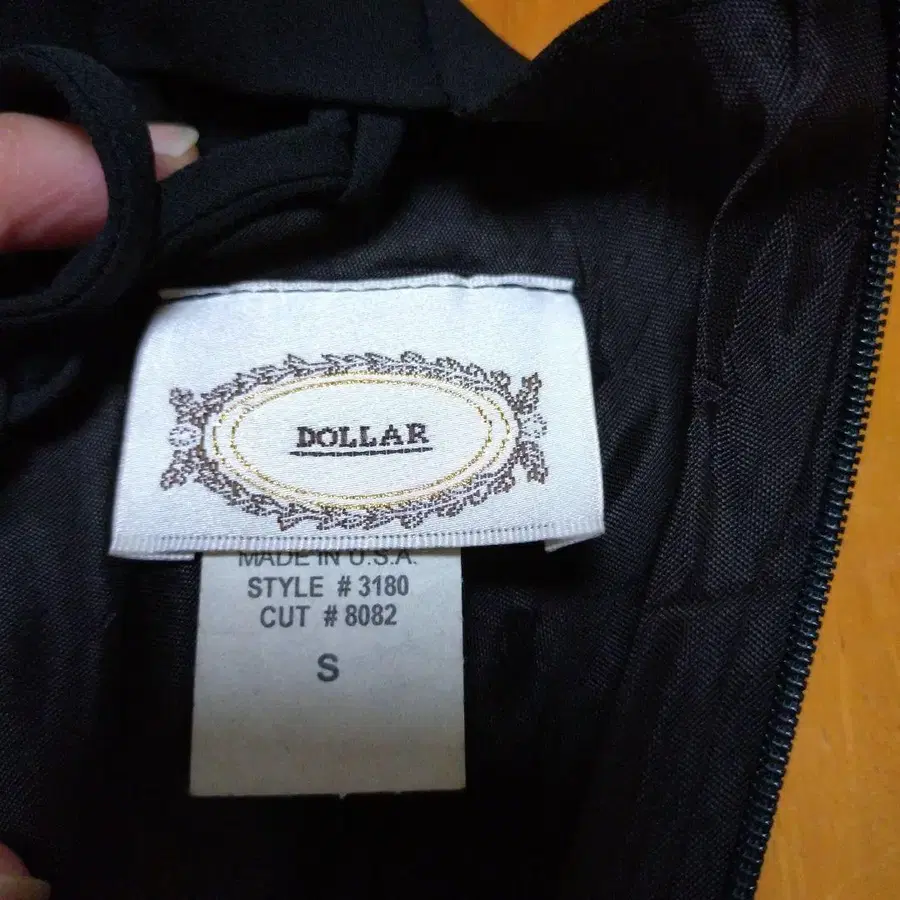 DOLLAR
MADE IN U.S.A.
STYLE # 3180
CUT # 8082
S